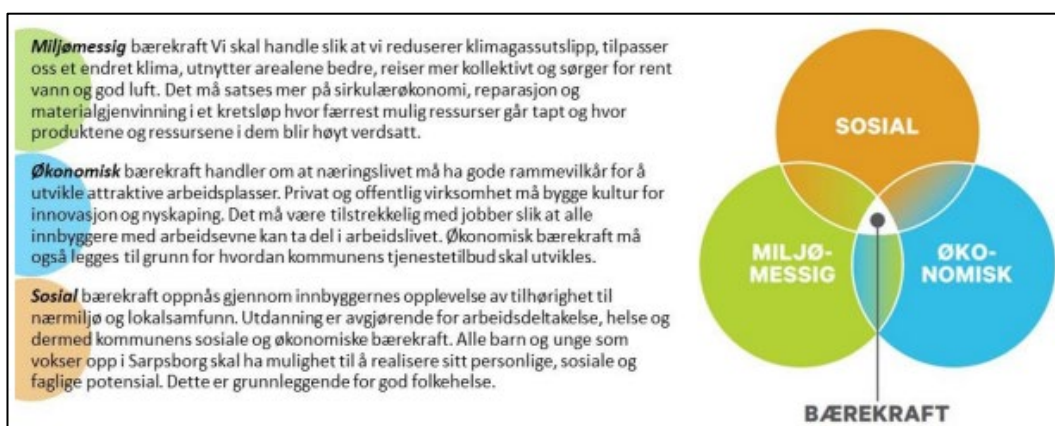 Miljømessig bærekraft Vi skal handle slik at vi reduserer klimagassutslipp, tilpasser
oss et endret klima, utnytter arealene bedre, reiser mer kollektivt og sørger for rent
vann og god luft. Det må satses mer på sirkulærøkonomi, reparasjon og
materialgjenvinning i et kretsløp hvor færrest mulig ressurser går tapt og hvor
produktene og ressursene i dem blir høyt verdsatt.
Økonomisk bærekraft handler om at næringslivet må ha gode rammevilkår for å
utvikle attraktive arbeidsplasser. Privat og offentlig virksomhet må bygge kultur for
innovasjon og nyskaping. Det må være tilstrekkelig med jobber slik at alle
innbyggere med arbeidsevne kan ta del i arbeidslivet. Økonomisk bærekraft må
også legges til grunn for hvordan kommunens tjenestetilbud skal utvikles.
Sosial bærekraft oppnås gjennom innbyggernes opplevelse av tilhørighet til
nærmiljø og lokalsamfunn. Utdanning er avgjørende for arbeidsdeltakelse, helse og
dermed kommunens sosiale og økonomiske bærekraft. Alle barn og unge som
vokser opp i Sarpsborg skal ha mulighet til å realisere sitt personlige, sosiale og
faglige potensial. Dette er grunnleggende for god folkehelse.
SOSIAL
MILJØ-
MESSIG
ØKO-
NOMISK
BÆREKRAFT